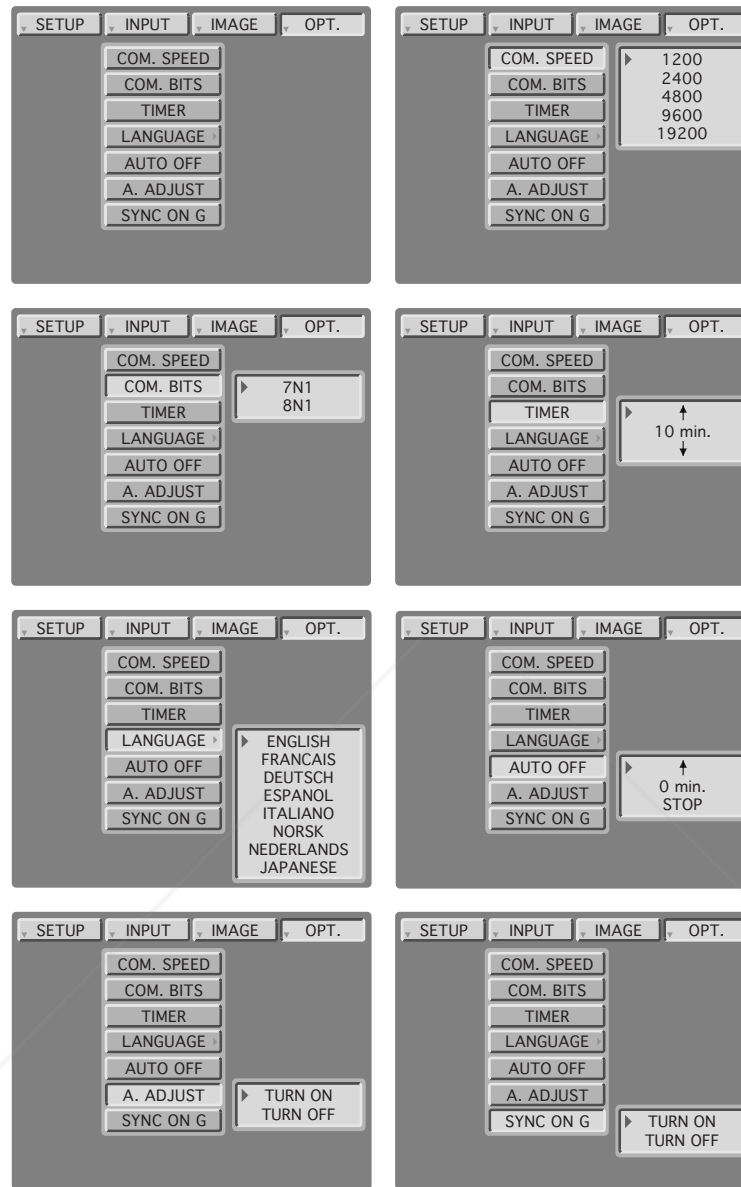 SETUP INPUT IMAGE OPT.
COM. SPEED
COM. BITS
TIMER
LANGUAGE
AUTO OFF
A. ADJUST
SYNC ON G
SETUP INPUT IMAGE OPT.
COM. SPEED
COM. BITS
TIMER
LANGUAGE
AUTO OFF
A. ADJUST
SYNC ON G
1200
2400
4800
9600
19200
SETUP INPUT IMAGE OPT.
COM. SPEED
COM. BITS
TIMER
LANGUAGE
AUTO OFF
A. ADJUST
SYNC ON G
7N1
8N1
SETUP INPUT IMAGE OPT.
COM. SPEED
COM. BITS
TIMER
LANGUAGE
AUTO OFF
A. ADJUST
SYNC ON G
10 min.
SETUP INPUT IMAGE OPT.
COM. SPEED
COM. BITS
TIMER
LANGUAGE
AUTO OFF
A. ADJUST
SYNC ON G
ENGLISH
FRANCAIS
DEUTSCH
ESPANOL
ITALIANO
NORSK
NEDERLANDS
JAPANESE
SETUP INPUT IMAGE OPT.
COM. SPEED
COM. BITS
TIMER
LANGUAGE
AUTO OFF
A. ADJUST
SYNC ON G
0 min.
STOP
SETUP INPUT IMAGE OPT.
COM. SPEED
COM. BITS
TIMER
LANGUAGE
AUTO OFF
A. ADJUST
SYNC ON G
TURN ON
TURN OFF
SETUP INPUT IMAGE OPT.
COM. SPEED
COM. BITS
TIMER
LANGUAGE
AUTO OFF
A. ADJUST
SYNC ON G
TURN ON
TURN OFF